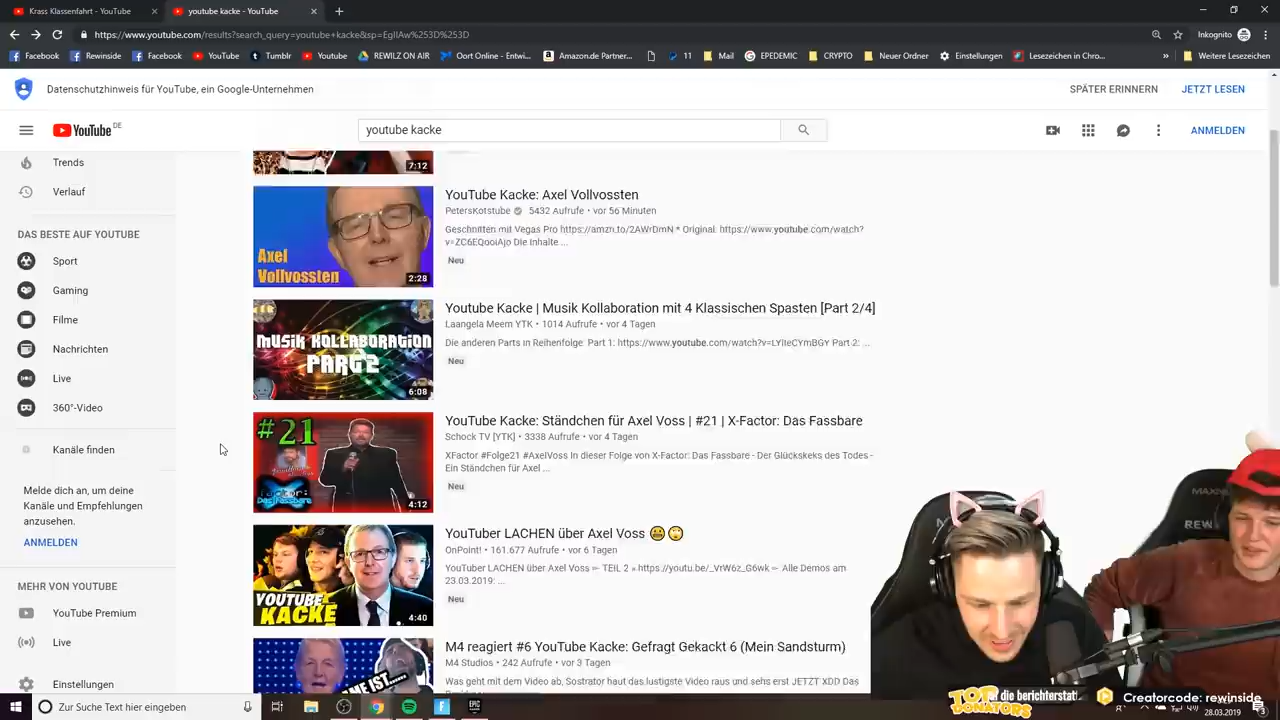 Krass Klassenfahrt - YouTube
youtube kacke - YouTube
https://www.youtube.com/results?search_query=youtube+kacke&sp=EgIIAw%253D%253D
Inkognito
Facebook
Rewinside
Facebook
YouTube
Tumblr
Youtube
REWILZ ON AIR
Oort Online - Entwi...
Amazon.de Partner...
11
Mail
EPEDEMIC
CRYPTO
Neuer Ordner
Einstellungen
Lesezeichen in Chro...
»
Weitere Lesezeichen
Datenschutzhinweis für YouTube, ein Google-Unternehmen
SPÄTER ERINNERN
JETZT LESEN
YouTube DE
youtube kacke
ANMELDEN
Trends
Verlauf
DAS BESTE AUF YOUTUBE
Sport
Gaming
Filme
Nachrichten
Live
360°-Video
Kanäle finden
Melde dich an, um deine
Kanäle und Empfehlungen
anzusehen.
ANMELDEN
MEHR VON YOUTUBE
YouTube Premium
Live
Einstellungen
7:12
Axel
Vollvossten
2:28
YouTube Kacke: Axel Vollvossten
PetersKotstube 5432 Aufrufe • vor 56 Minuten
Geschnitten mit Vegas Pro https://amzn.to/2AWrDmN * Original: https://www.youtube.com/watch?
v=ZC6EQooiAjo Die Inhalte ...
Neu
MUSIK KOLLABORATION
PART2
6:08
Youtube Kacke | Musik Kollaboration mit 4 Klassischen Spasten [Part 2/4]
Laangela Meem YTK • 1014 Aufrufe • vor 4 Tagen
Die anderen Parts in Reihenfolge: Part 1: https://www.youtube.com/watch?v=LYIIeCYmBGY Part 2: ...
Neu
#21
Factor:
Das Fassbare
4:12
YouTube Kacke: Ständchen für Axel Voss | #21 | X-Factor: Das Fassbare
Schock TV [YTK] • 3338 Aufrufe • vor 4 Tagen
XFactor #Folge21 #AxelVoss In dieser Folge von X-Factor: Das Fassbare - Der Glückskeks des Todes -
Ein Ständchen für Axel ...
Neu
YOUTUBE
KACKE
4:40
YouTuber LACHEN über Axel Voss 😬😲
OnPoint! • 161.677 Aufrufe • vor 6 Tagen
YouTuber LACHEN über Axel Voss ⇐ TEIL 2 » https://youtu.be/_VrW6z_G6wk ⇐ Alle Demos am
23.03.2019: ...
Neu
M4 reagiert #6 YouTube Kacke: Gefragt Gekackt 6 (Mein Sandsturm)
M4 Studios • 242 Aufrufe • vor 3 Tagen
Was geht mit dem Video ab, Sostrator haut das lustigste Video raus und sehs erst JETZT XDD Das
MAXN
REW
TOP
DONATORS
die berichterstat
Creatorcode: rewinside
Zur Suche Text hier eingeben
28.03.2019
3